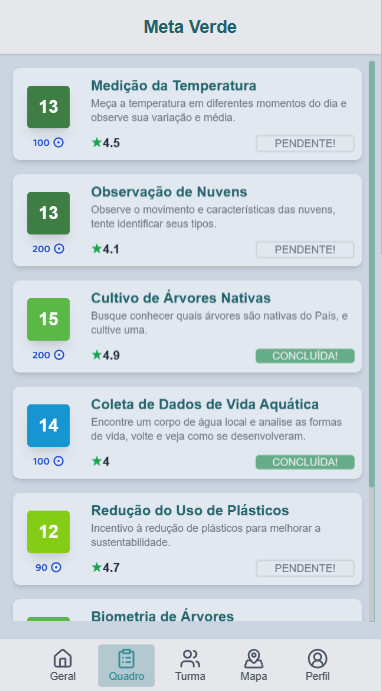 Meta Verde
13
Medição da Temperatura
Meça a temperatura em diferentes momentos do dia e
observe sua variação e média.
100
★4.5
PENDENTE!
13
Observação de Nuvens
Observe o movimento e características das nuvens,
tente identificar seus tipos.
200
★4.1
PENDENTE!
15
Cultivo de Árvores Nativas
Busque conhecer quais árvores são nativas do País, e
cultive uma.
200
★4.9
CONCLUÍDA!
14
Coleta de Dados de Vida Aquática
Encontre um corpo de água local e analise as formas
de vida, volte e veja como se desenvolveram.
100
★4
CONCLUÍDA!
12
Redução do Uso de Plásticos
Incentivo à redução de plásticos para melhorar a
sustentabilidade.
90
★4.7
PENDENTE!
Biometria de Árvores
Geral
Quadro
Turma
Mapa
Perfil